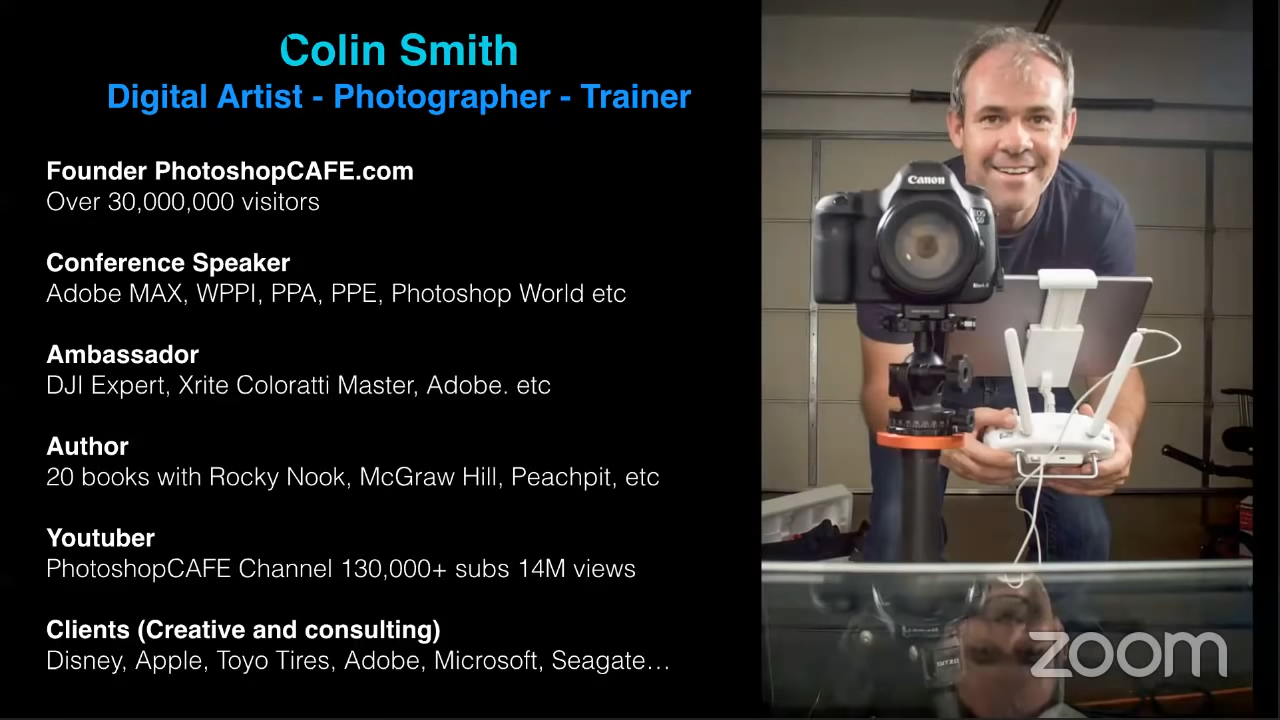 Colin Smith
Digital Artist - Photographer - Trainer
Founder PhotoshopCAFE.com
Over 30,000,000 visitors
Conference Speaker
Adobe MAX, WPPI, PPA, PPE, Photoshop World etc
Ambassador
DJI Expert, Xrite Coloratti Master, Adobe. etc
Author
20 books with Rocky Nook, McGraw Hill, Peachpit, etc
Youtuber
PhotoshopCAFE Channel 130,000+ subs 14M views
Clients (Creative and consulting)
Disney, Apple, Toyo Tires, Adobe, Microsoft, Seagate…
Canon
EOS
5D
zoom